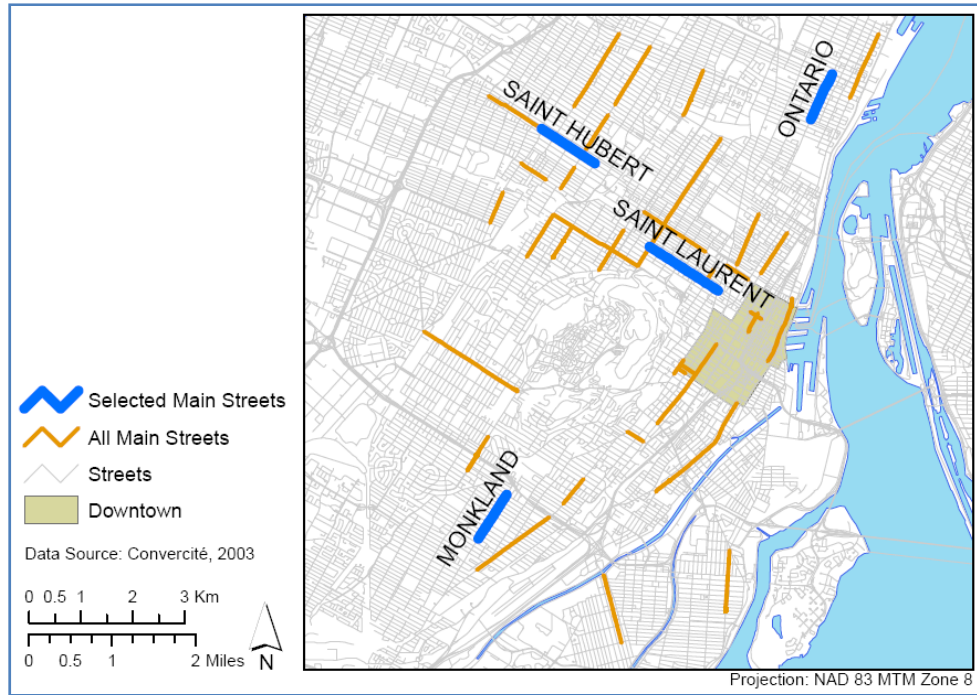 ONTARIO
SAINT HUBERT
SAINT LAURENT
MONKLAND
Selected Main Streets
All Main Streets
Streets
Downtown
Data Source: Convercité, 2003
0 0.5 1 2 3 Km
0 0.5 1 2 Miles
N
Projection: NAD 83 MTM Zone 8